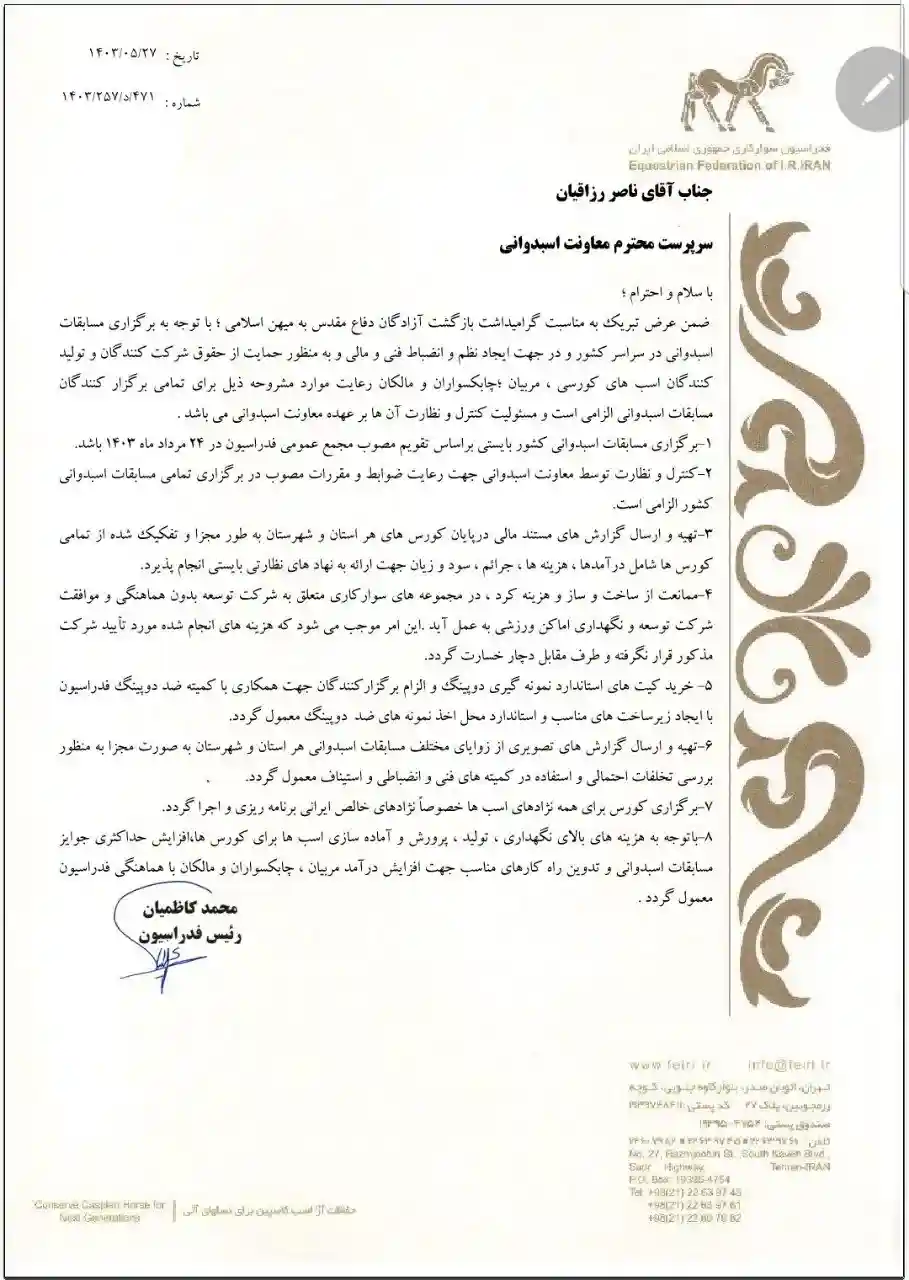 تاریخ : ۱۴۰۳/۰۵/۲۷
شماره : ۱۴۰۳/۲۵۷/د/۴۷۱
فدراسیون سوارکاری جمهوری اسلامی ایران
Equestrian Federation of I.R.IRAN
جناب آقای ناصر رزاقیان
سرپرست محترم معاونت اسبدوانی
با سلام و احترام ؛
ضمن عرض تبریک به مناسبت گرامیداشت بازگشت آزادگان دفاع مقدس به میهن اسلامی ؛ با توجه به برگزاری مسابقات
اسبدوانی در سراسر کشور و در جهت ایجاد نظم و انضباط فنی و مالی و به منظور حمایت از حقوق شرکت کنندگان و تولید
کنندگان اسب های کورسی ، مربیان ؛چابکسواران و مالکان رعایت موارد مشروحه ذیل برای تمامی برگزار کنندگان
مسابقات اسبدوانی الزامی است و مسئولیت کنترل و نظارت آن ها بر عهده معاونت اسبدوانی می باشد .
۱-برگزاری مسابقات اسبدوانی کشور بایستی براساس تقویم مصوب مجمع عمومی فدراسیون در ۲۴ مرداد ماه ۱۴۰۳ باشد.
۲-کنترل و نظارت توسط معاونت اسبدوانی جهت رعایت ضوابط و مقررات مصوب در برگزاری تمامی مسابقات اسبدوانی
کشور الزامی است.
۳-تهیه و ارسال گزارش های مستند مالی درپایان کورس های هر استان و شهرستان به طور مجزا و تفکیک شده از تمامی
کورس ها شامل درآمدها ، هزینه ها ، جرائم ، سود و زیان جهت ارائه به نهاد های نظارتی بایستی انجام پذیرد.
۴-ممانعت از ساخت و ساز و هزینه کرد ، در مجموعه های سوارکاری متعلق به شرکت توسعه بدون هماهنگی و موافقت
شرکت توسعه و نگهداری اماکن ورزشی به عمل آید .این امر موجب می شود که هزینه های انجام شده مورد تأیید شرکت
مذکور قرار نگرفته و طرف مقابل دچار خسارت گردد.
۵- خرید کیت های استاندارد نمونه گیری دوپینگ و الزام برگزارکنندگان جهت همکاری با کمیته ضد دوپینگ فدراسیون
با ایجاد زیرساخت های مناسب و استاندارد محل اخذ نمونه های ضد دوپینگ معمول گردد.
۶-تهیه و ارسال گزارش های تصویری از زوایای مختلف مسابقات اسبدوانی هر استان و شهرستان به صورت مجزا به منظور
بررسی تخلفات احتمالی و استفاده در کمیته های فنی و انضباطی و استیناف معمول گردد.
۷-برگزاری کورس برای همه نژادهای اسب ها خصوصاً نژادهای خالص ایرانی برنامه ریزی و اجرا گردد.
۸-باتوجه به هزینه های بالای نگهداری ، تولید ، پرورش و آماده سازی اسب ها برای کورس ها،افزایش حداکثری جوایز
مسابقات اسبدوانی و تدوین راه کارهای مناسب جهت افزایش درآمد مربیان ، چابکسواران و مالکان با هماهنگی فدراسیون
معمول گردد .
محمد کاظمیان
رئیس فدراسیون
www feiri ir info@feiri ir
تهران، اتوبان صدر، بلوار کاوه جنوبی، کوچه
رزمجویین، پلاک ۲۷ کد پستی:
صندوق پستی: ۴۷۵۴-۱۹۳۹۵
تلفن:
No. 27, Razmjooiin St., South Kaveh Blvd.,
Sadr Highway, Tehran-IRAN
P.O. Box: 19395-4754
Tel: +98(21) 22 63 97 45
+98(21) 22 63 97 61
+98(21) 22 60 79 82
Conserve Caspian Horse for
Next Generations
حفاظت از اسب کاسپین برای نسلهای آتی